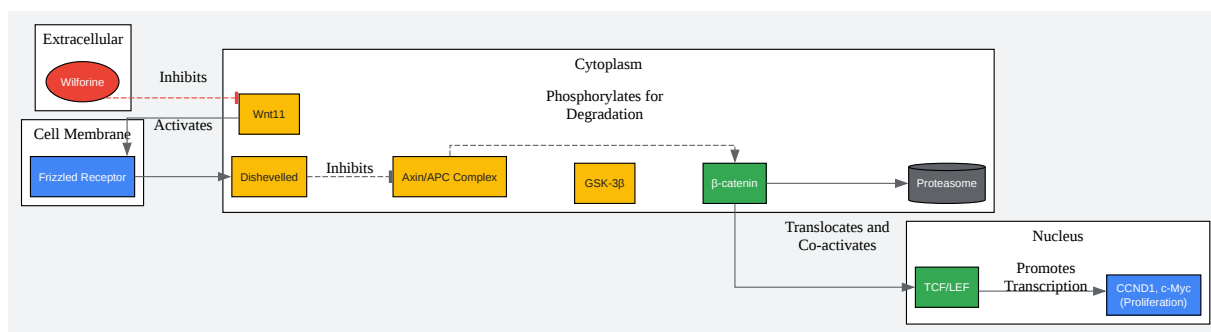 Extracellular
Wilforine
Inhibits
Cytoplasm
Phosphorylates for
Degradation
Wnt11
Activates
Cell Membrane
Frizzled Receptor
Dishevelled
Inhibits
Axin/APC Complex
GSK-3β
β-catenin
Proteasome
Translocates and
Co-activates
Nucleus
TCF/LEF
Promotes
Transcription
CCND1, c-Myc
(Proliferation)